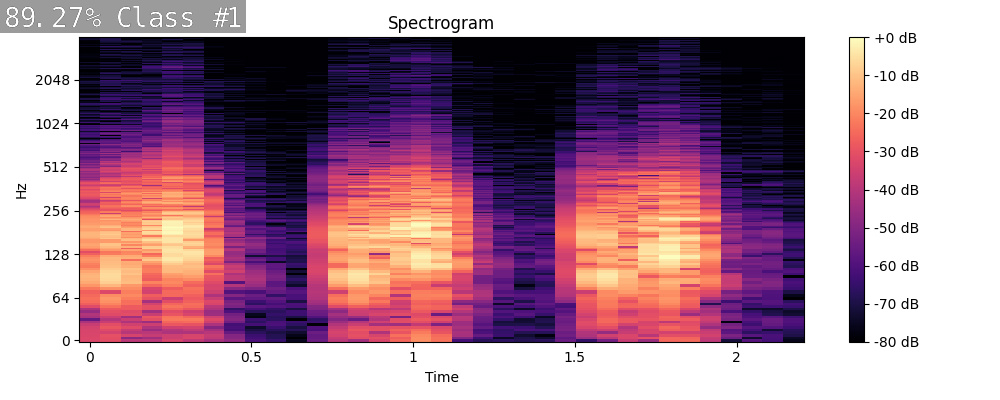 89.27% Class #1
Spectrogram
Hz
2048
1024
512
256
128
64
0
0
0.5
1
1.5
2
Time
+0 dB
-10 dB
-20 dB
-30 dB
-40 dB
-50 dB
-60 dB
-70 dB
-80 dB